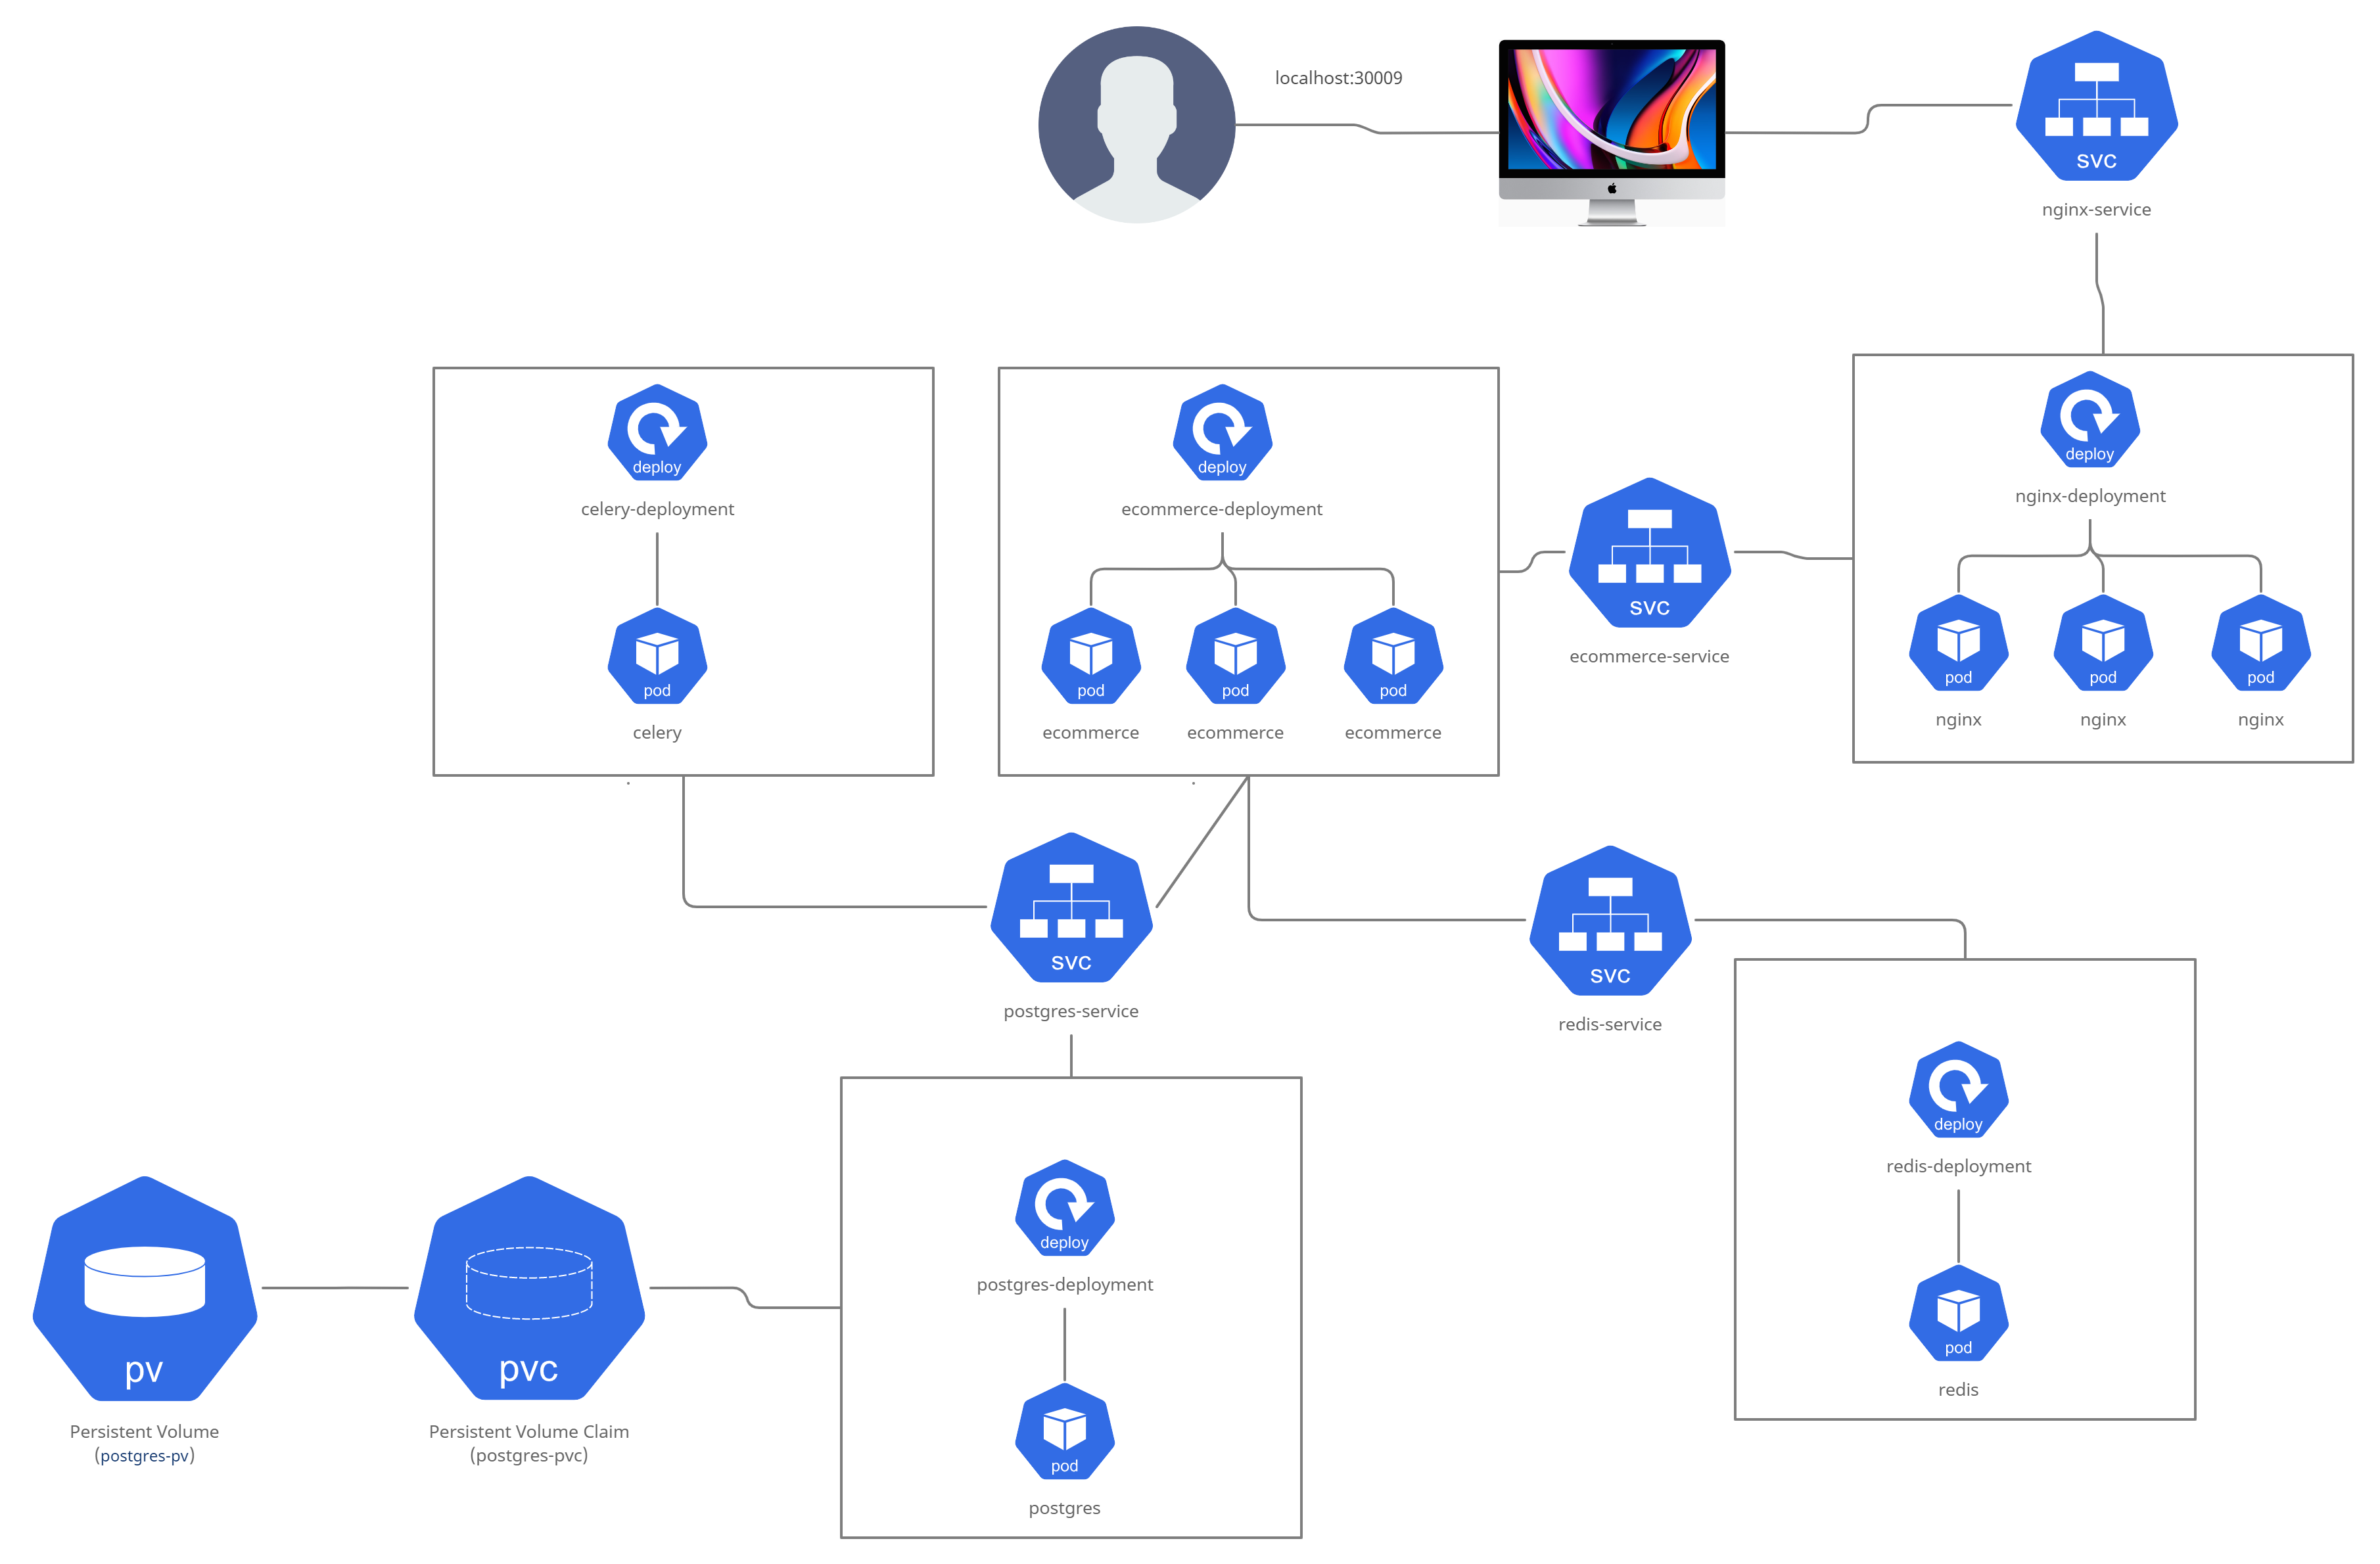 localhost:30009
svc
nginx-service
deploy
celery-deployment
pod
celery
deploy
ecommerce-deployment
pod
pod
pod
ecommerce
ecommerce
ecommerce
svc
ecommerce-service
deploy
nginx-deployment
pod
pod
pod
nginx
nginx
nginx
svc
postgres-service
svc
redis-service
deploy
redis-deployment
pod
redis
pv
Persistent Volume
(postgres-pv)
pvc
Persistent Volume Claim
(postgres-pvc)
deploy
postgres-deployment
pod
postgres